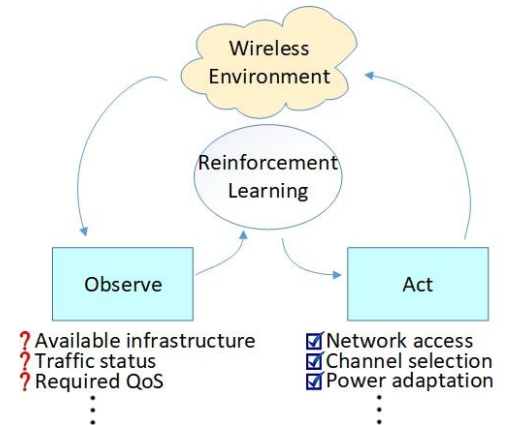 Wireless
Environment
Reinforcement
Learning
Observe
Act
Available infrastructure
Traffic status
Required QoS
Network access
Channel selection
Power adaptation